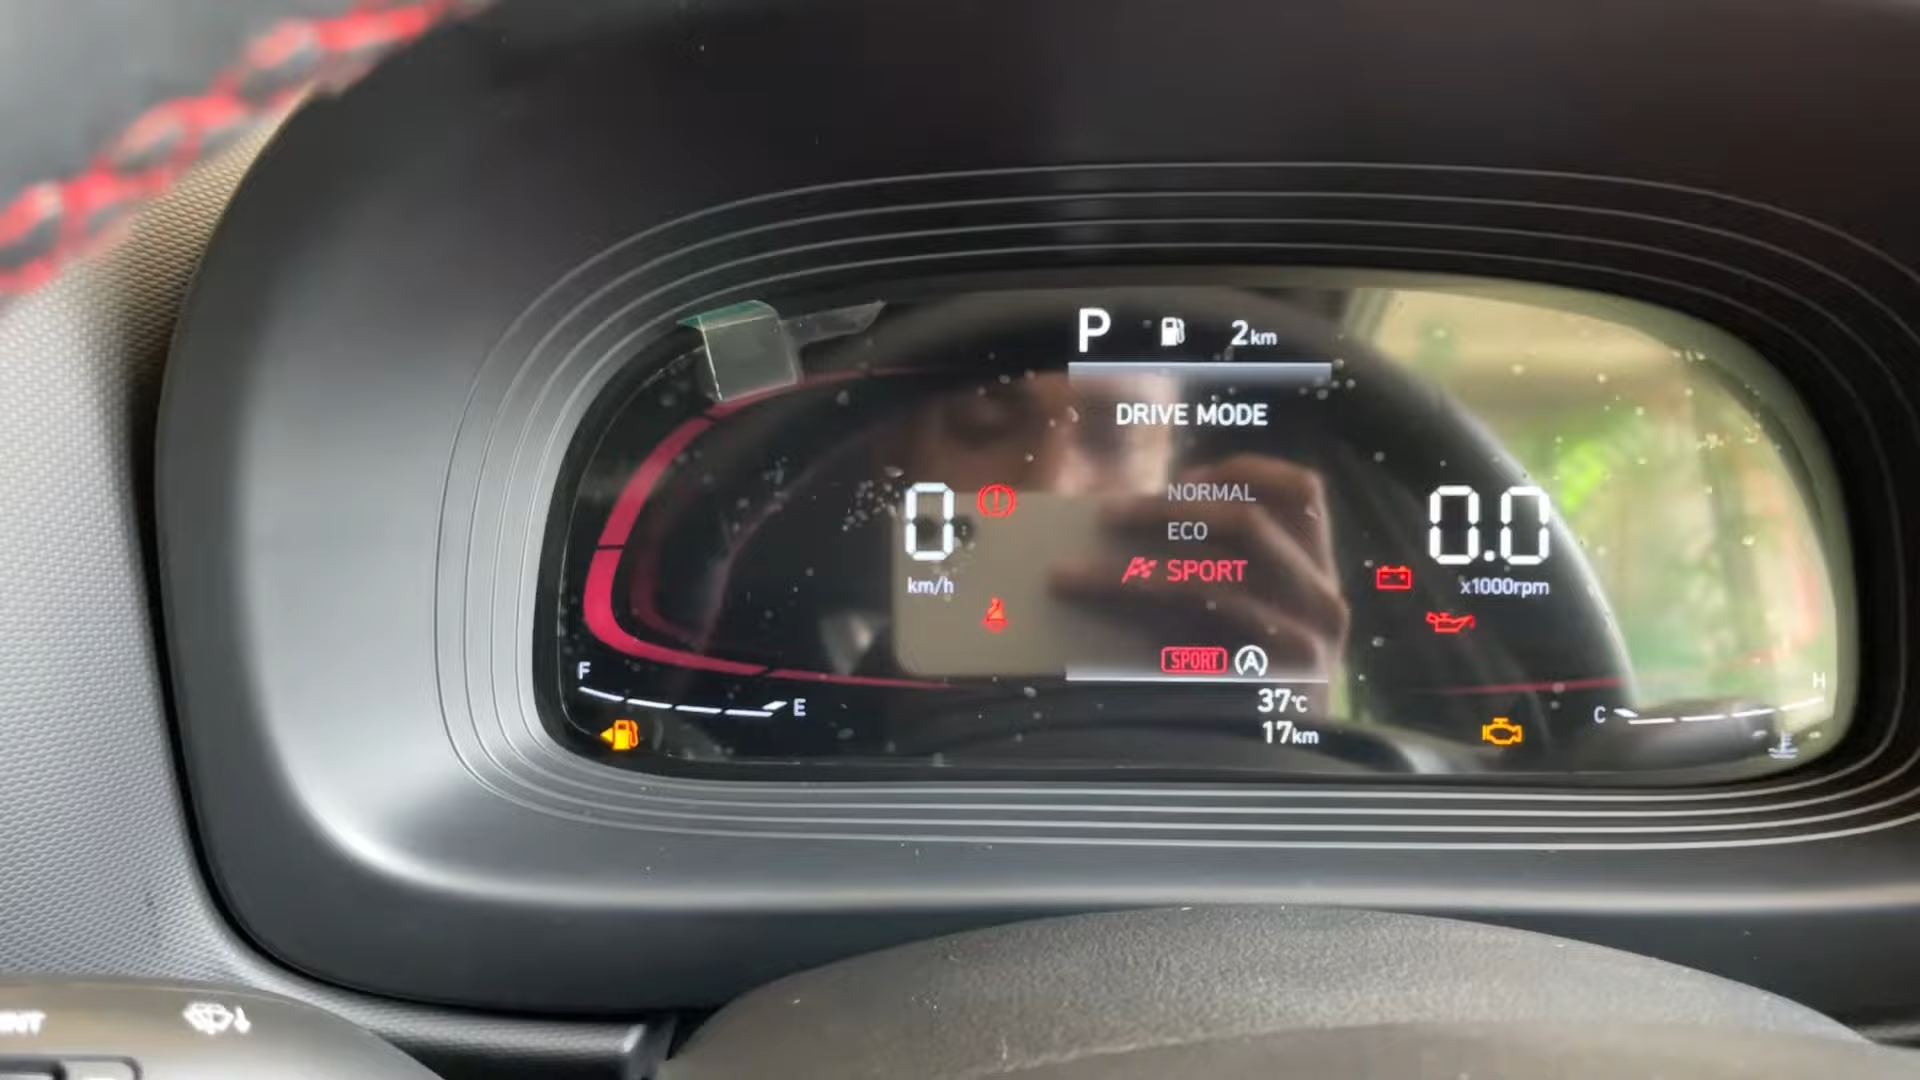 P 2km
DRIVE MODE
NORMAL
0 0.0
ECO
SPORT
km/h x1000rpm
SPORT A
F H
E 37°C C
17km